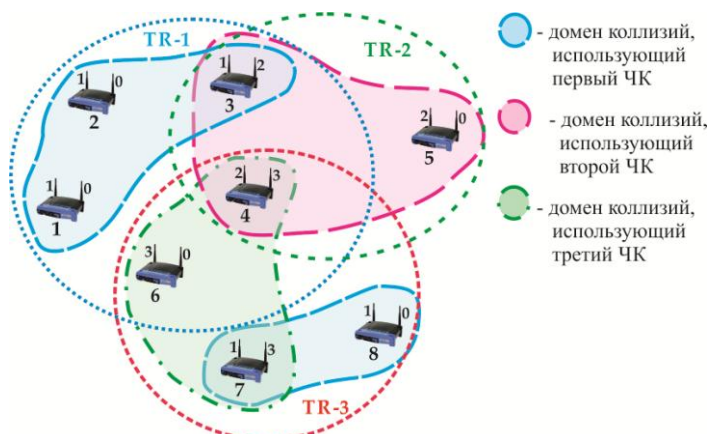 TR-1
TR-2
1 0
2
1 2
3
2 0
5
1 0
1
2 3
4
3 0
6
1 3
7
1 0
8
TR-3
- домен коллизий,
использующий
первый ЧК
- домен коллизий,
использующий
второй ЧК
- домен коллизий,
использующий
третий ЧК